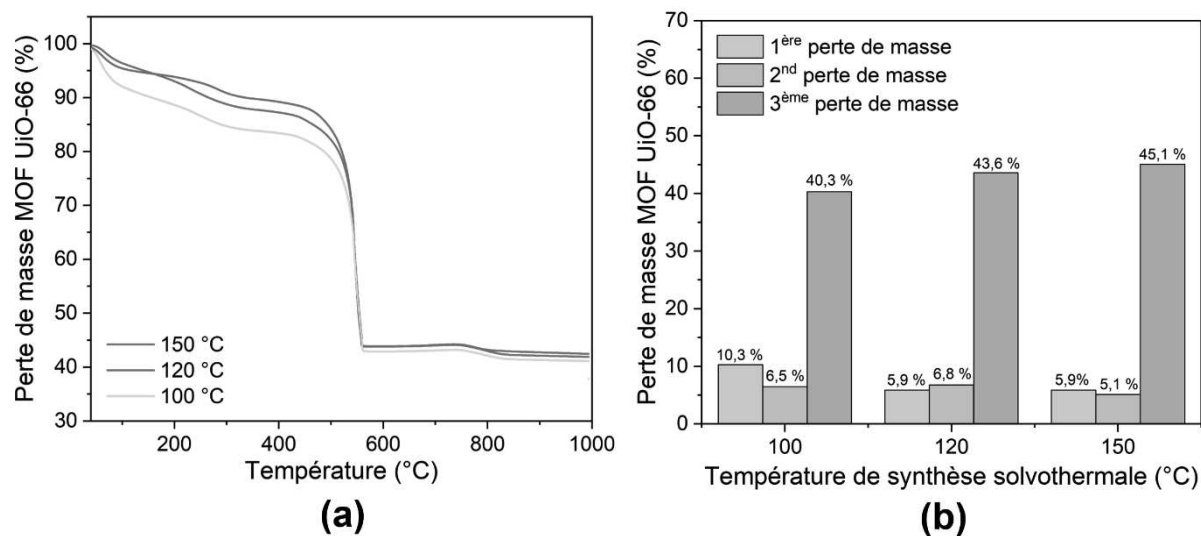 Perte de masse MOF UiO-66 (%)
100
90
80
70
60
50
40
30
150 °C
120 °C
100 °C
200
400
600
800
1000
Température (°C)
(a)
Perte de masse MOF UiO-66 (%)
70
60
50
40
30
20
10
0
1ère perte de masse
2nd perte de masse
3ème perte de masse
10,3 %
6,5 %
40,3 %
5,9 %
6,8 %
43,6 %
5,9%
5,1 %
45,1 %
100
120
150
Température de synthèse solvothermale (°C)
(b)